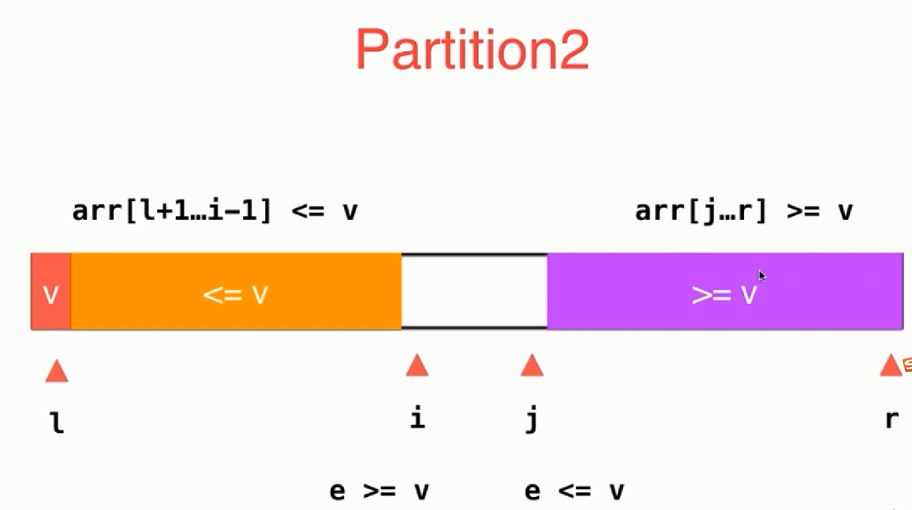 Partition2
arr[l+1…i-1] <= v arr[j…r] >= v
v <= v >= v
l i j r
e >= v e <= v